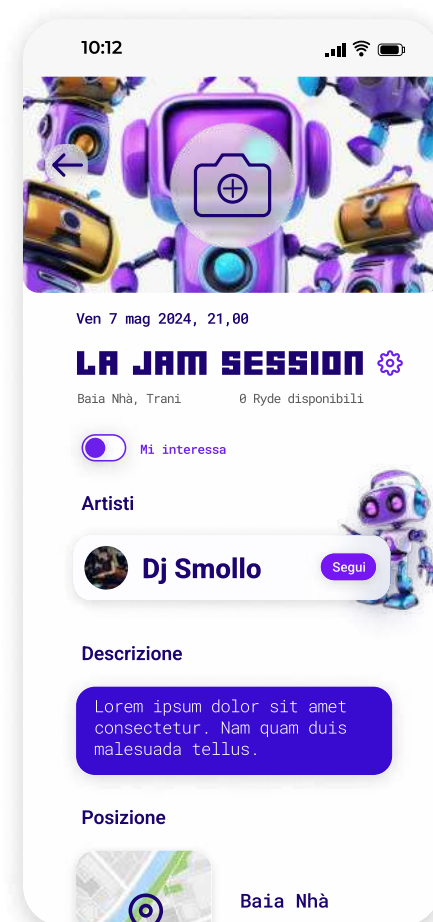 10:12
Ven 7 mag 2024, 21,00
LA JAM SESSION
Baia Nhà, Trani 0 Ryde disponibili
Mi interessa
Artisti
Dj Smollo Segui
Descrizione
Lorem ipsum dolor sit amet
consectetur. Nam quam duis
malesuada tellus.
Posizione
Baia Nhà